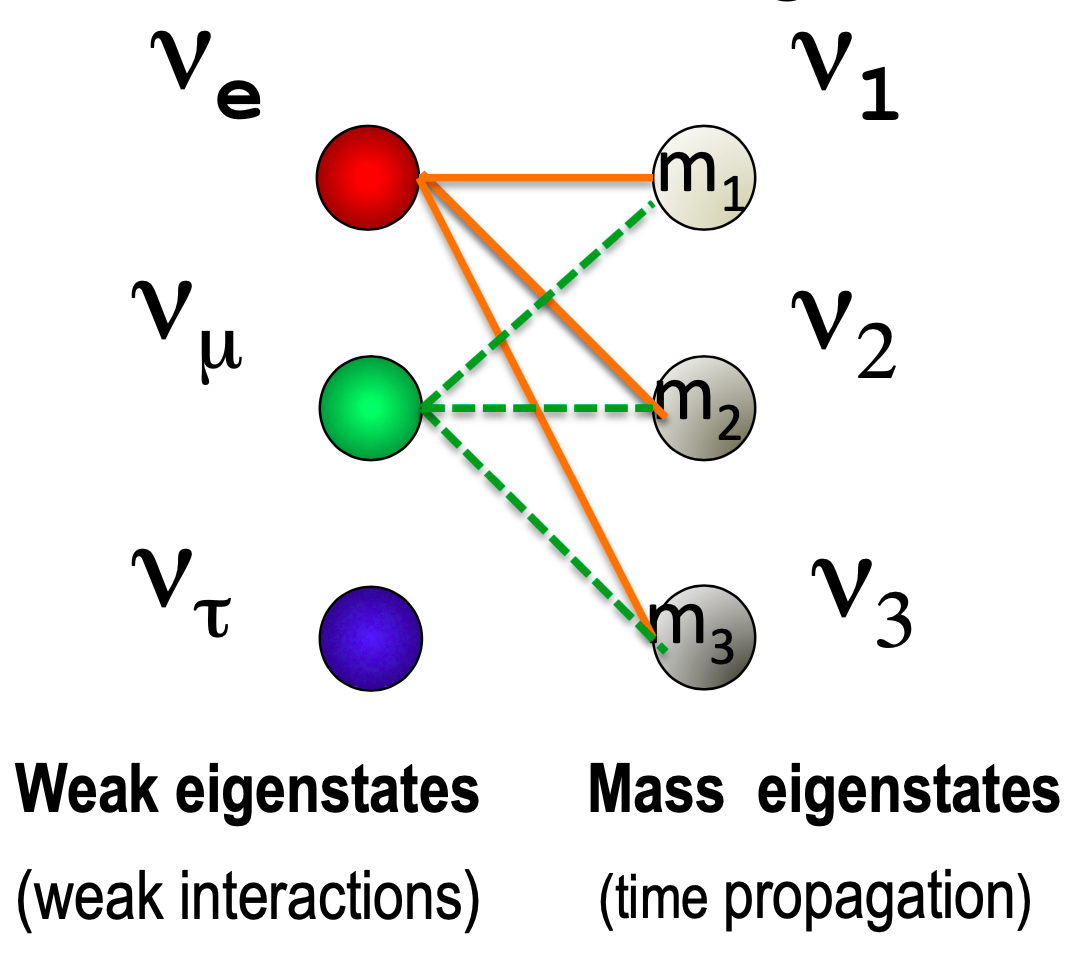 νe ν1
m1
νμ ν2
m2
ντ ν3
m3
Weak eigenstates Mass eigenstates
(weak interactions) (time propagation)